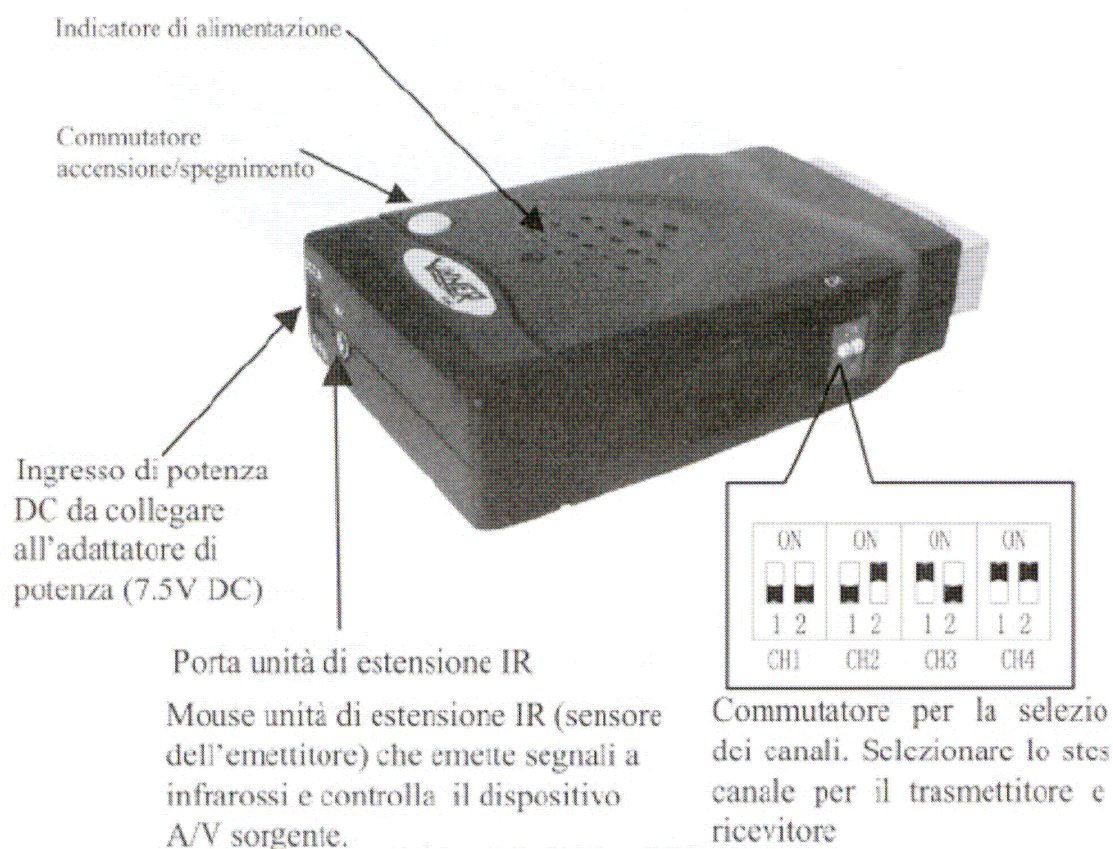 Indicatore di alimentazione
Commutatore
accensione/spegnimento
Ingresso di potenza
DC da collegare
all'adattatore di
potenza (7.5V DC)
ON ON ON ON
1 2 1 2 1 2 1 2
CH1 CH2 CH3 CH4
Porta unità di estensione IR
Mouse unità di estensione IR (sensore
dell'emettitore) che emette segnali a
infrarossi e controlla il dispositivo
A/V sorgente.
Commutatore per la selezio
dei canali. Selezionare lo stes
canale per il trasmettitore e
ricevitore